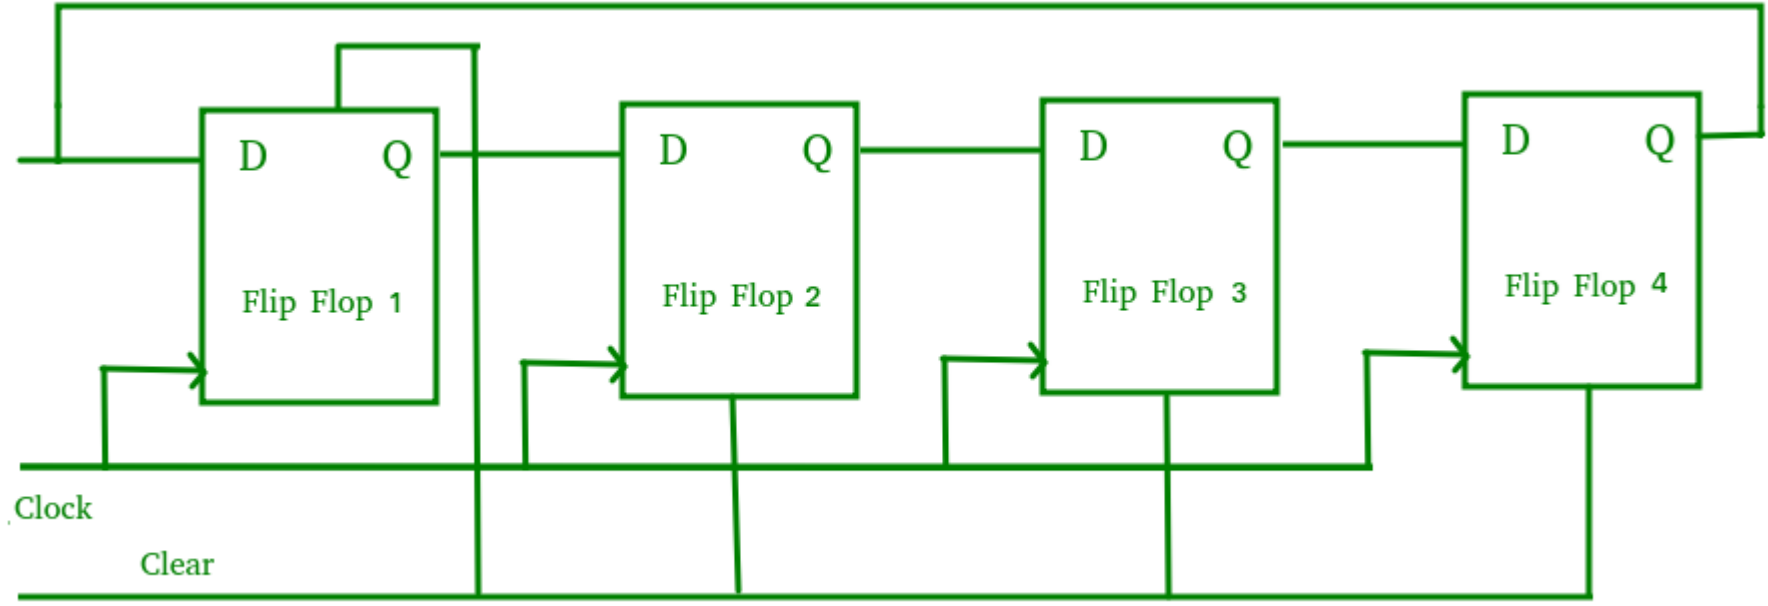 D Q
D Q
D Q
D Q
Flip Flop 1
Flip Flop 2
Flip Flop 3
Flip Flop 4
Clock
Clear